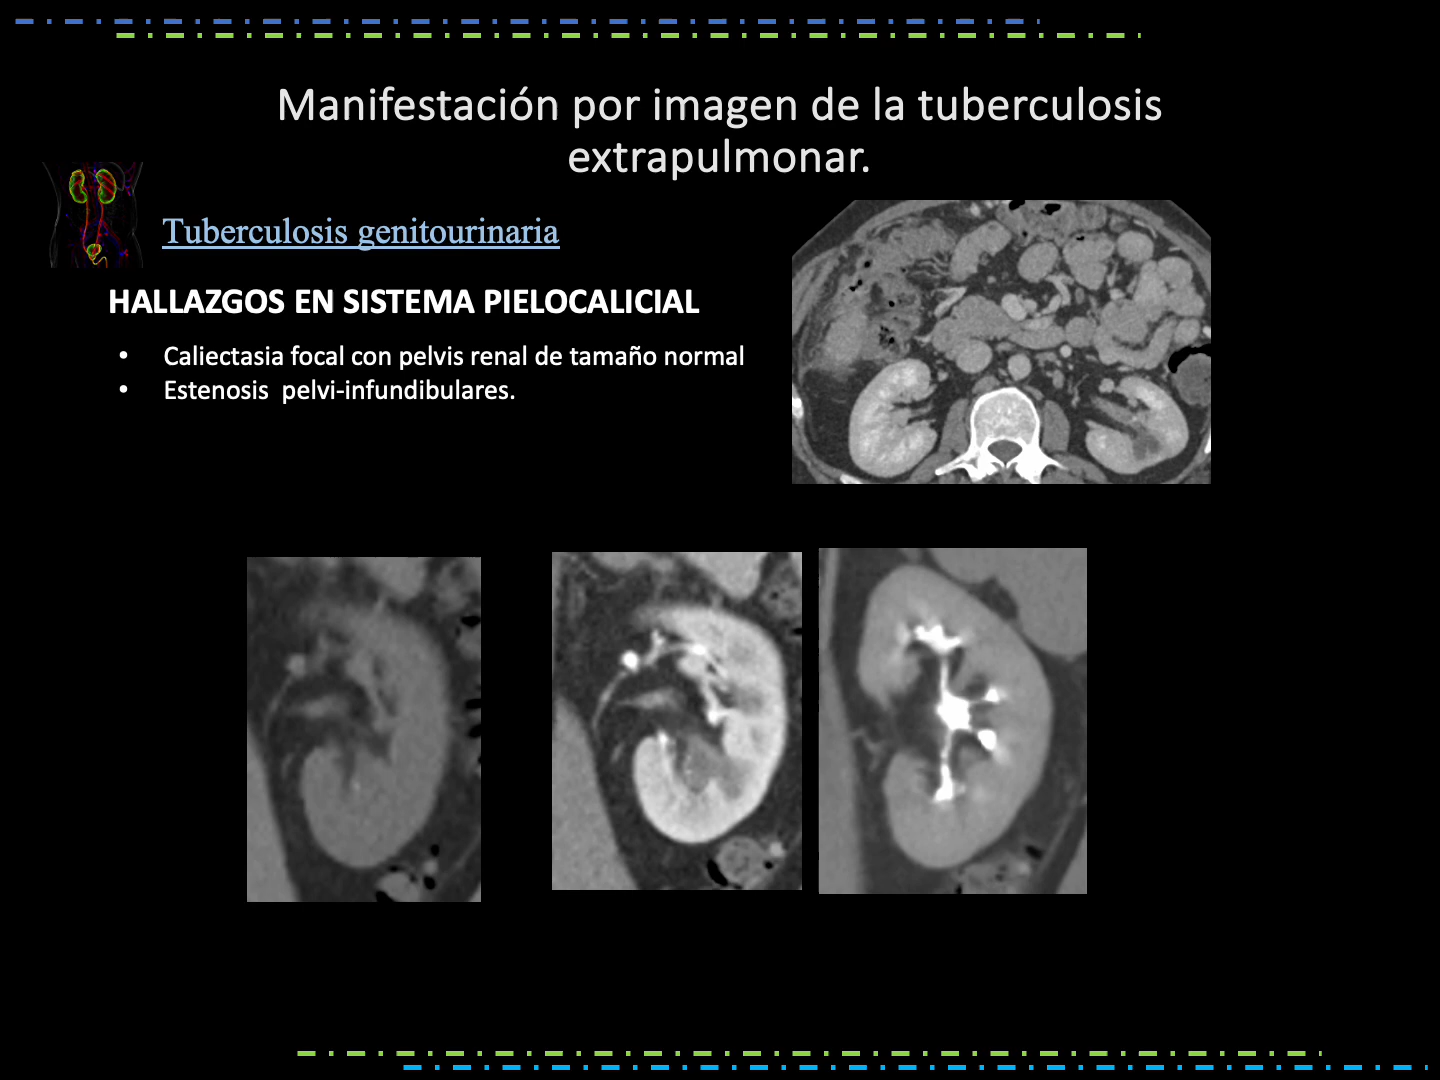 Manifestación por imagen de la tuberculosis
extrapulmonar.
Tuberculosis genitourinaria
HALLAZGOS EN SISTEMA PIELOCALICIAL
• Caliectasia focal con pelvis renal de tamaño normal
• Estenosis  pelvi-infundibulares.